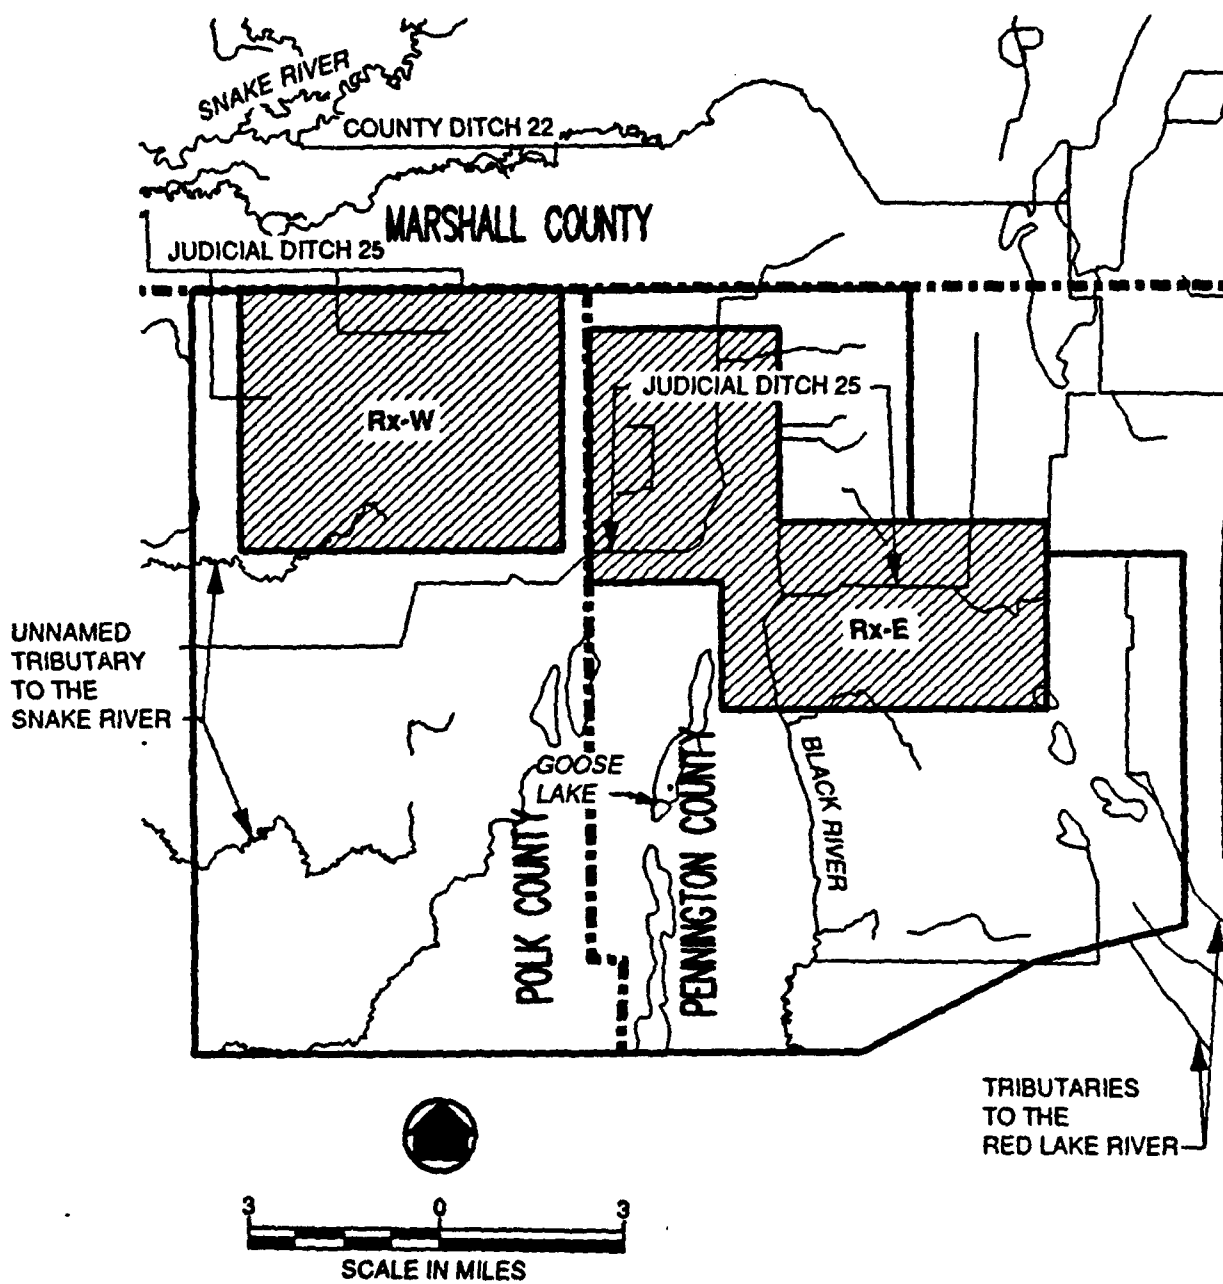 SNAKE RIVER
COUNTY DITCH 22
MARSHALL COUNTY
JUDICIAL DITCH 25
JUDICIAL DITCH 25
Rx-W
Rx-E
UNNAMED
TRIBUTARY
TO THE
SNAKE RIVER
GOOSE
LAKE
POLK COUNTY
PENNINGTON COUNTY
BLACK RIVER
TRIBUTARIES
TO THE
RED LAKE RIVER
3 0 3
SCALE IN MILES